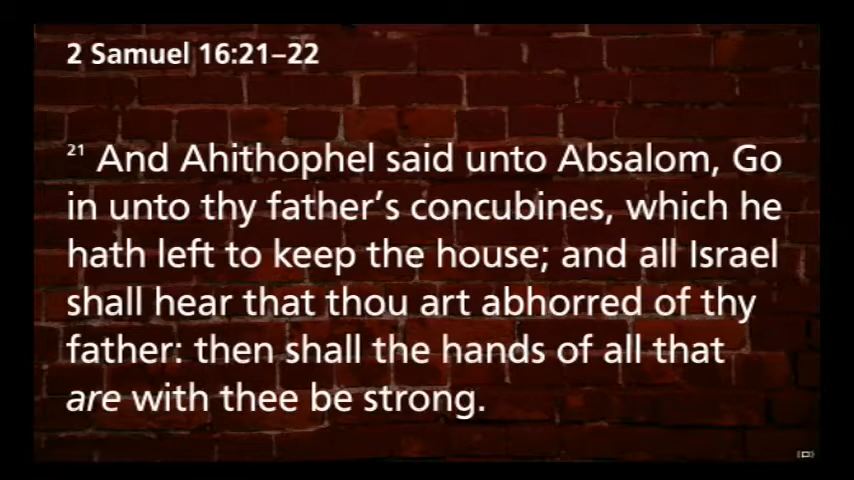 2 Samuel 16:21–22
21 And Ahithophel said unto Absalom, Go
in unto thy father’s concubines, which he
hath left to keep the house; and all Israel
shall hear that thou art abhorred of thy
father: then shall the hands of all that
are with thee be strong.